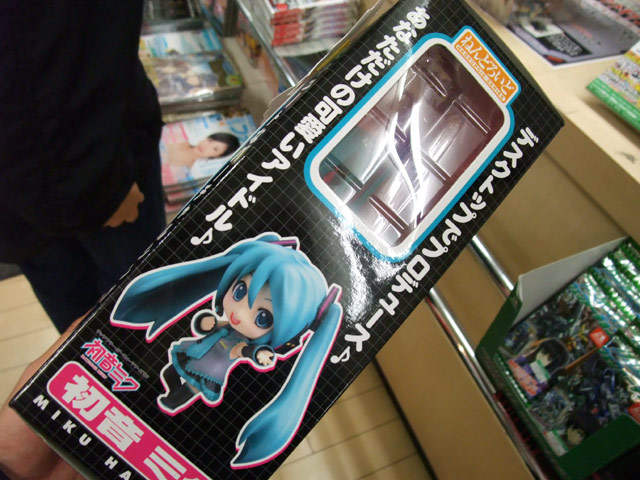 ねんどろいど
デスクトップでプロデュース♪
あなただけの可愛いアイドル♪
初音ミク
初音 ミ
MIKU HA